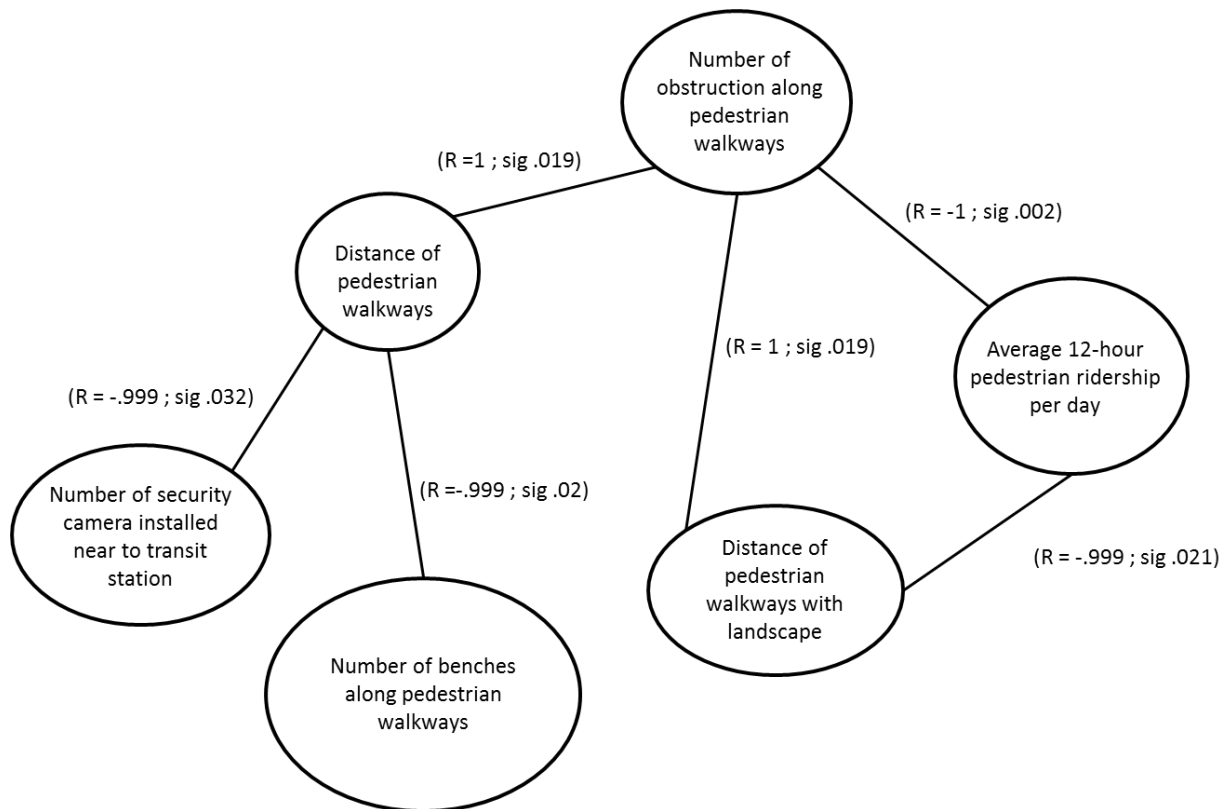 Number of
obstruction along
pedestrian
walkways
(R =1 ; sig .019)
(R = -1 ; sig .002)
Distance of
pedestrian
walkways
(R = 1 ; sig .019)
Average 12-hour
pedestrian ridership
per day
(R = -.999 ; sig .032)
(R =-.999 ; sig .02)
Number of security
camera installed
near to transit
station
Distance of
pedestrian
walkways with
landscape
(R = -.999 ; sig .021)
Number of benches
along pedestrian
walkways